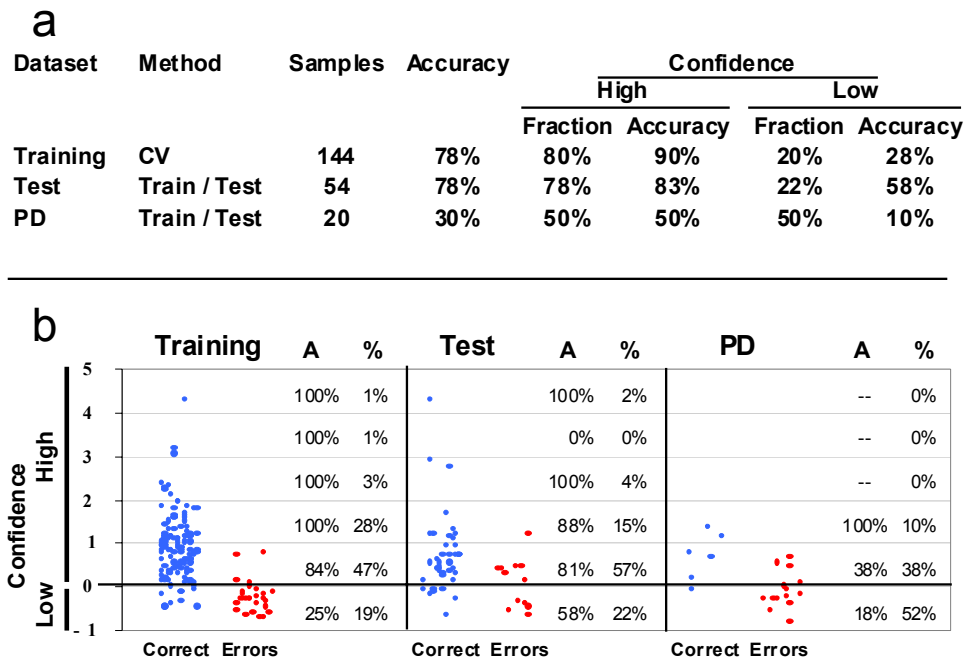 a
Dataset Method Samples Accuracy Confidence
High Low
Fraction Accuracy Fraction Accuracy
Training CV 144 78% 80% 90% 20% 28%
Test Train / Test 54 78% 78% 83% 22% 58%
PD Train / Test 20 30% 50% 50% 50% 10%
b
Training A % Test A % PD A %
5
100% 1% 100% 2% -- 0%
4
100% 1% 0% 0% -- 0%
3
100% 3% 100% 4% -- 0%
2
100% 28% 88% 15% 100% 10%
1
84% 47% 81% 57% 38% 38%
0
25% 19% 58% 22% 18% 52%
- 1
Confidence
High
Low
Correct Errors Correct Errors Correct Errors